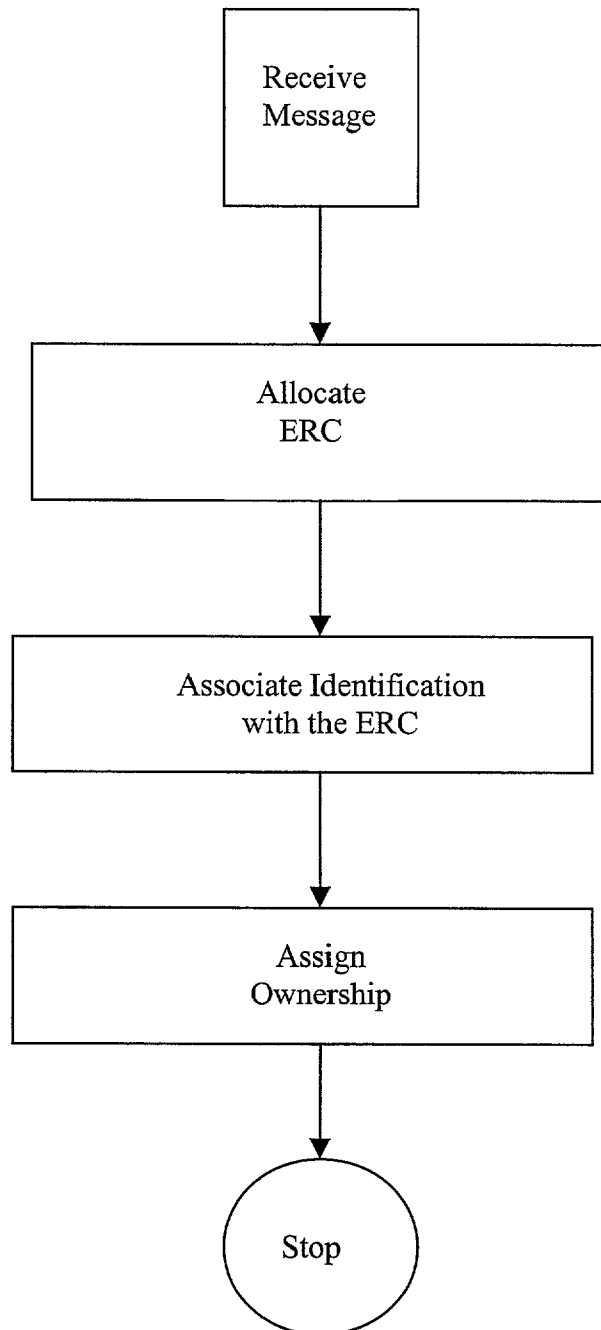 Receive
Message
Allocate
ERC
Associate Identification
with the ERC
Assign
Ownership
Stop